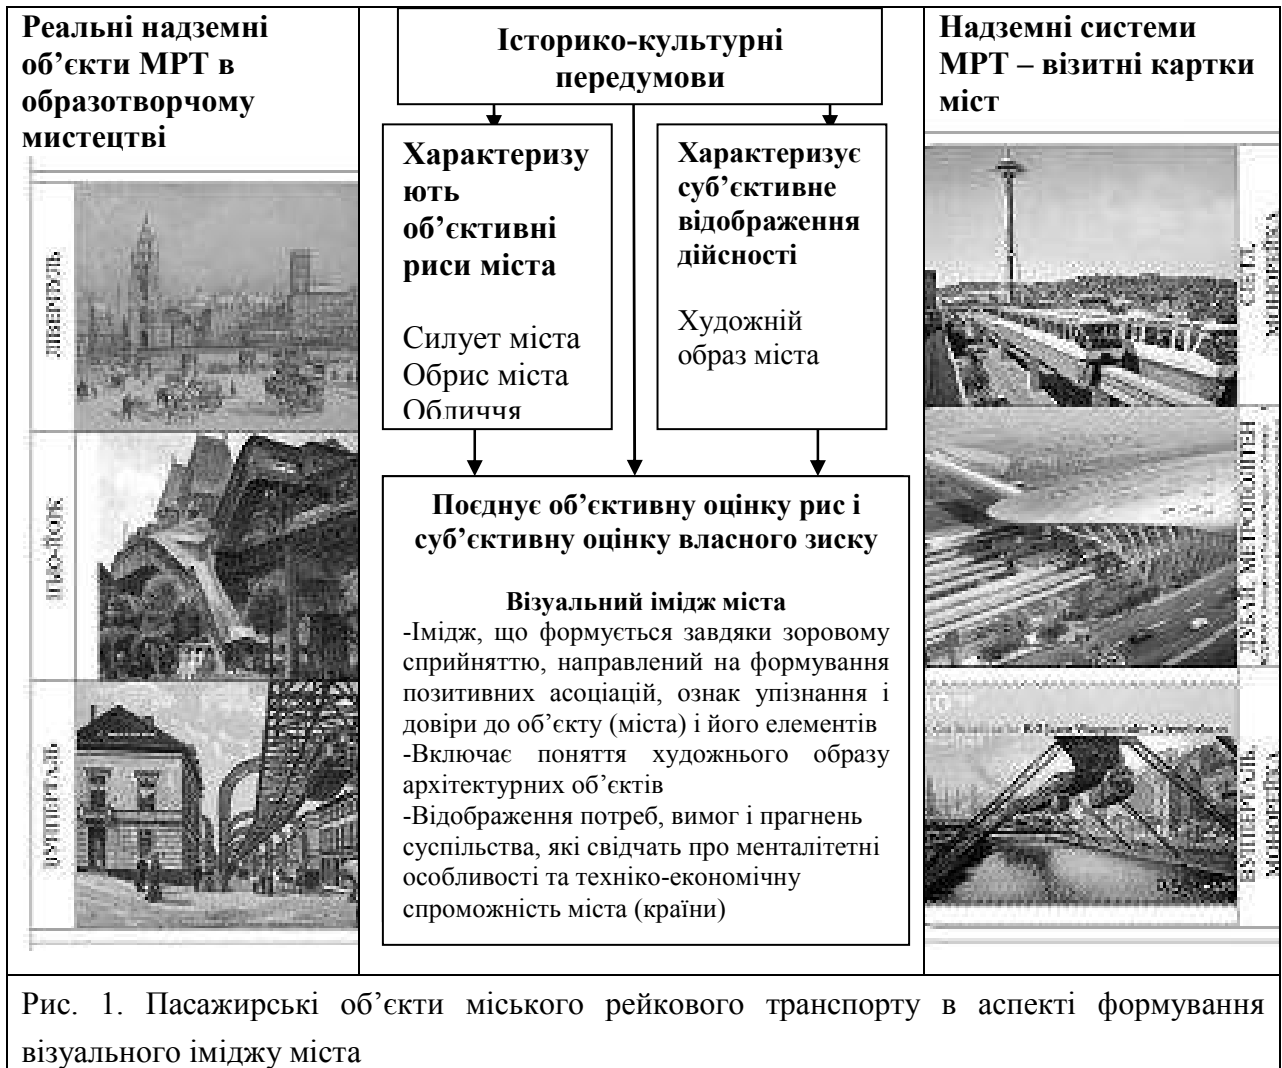 Реальні надземні
об’єкти МРТ в
образотворчому
мистецтві
ЛІВЕРПУЛЬ
НЬЮ-ЙОРК
ВУППЕРТАЛЬ
Історико-культурні
передумови
Характеризу
ють
об’єктивні
риси міста
Силует міста
Обрис міста
Обличчя
Характеризує
суб’єктивне
відображення
дійсності
Художній
образ міста
Поєднує об’єктивну оцінку рис і
суб’єктивну оцінку власного зиску
Візуальний імідж міста
-Імідж, що формується завдяки зоровому
сприйняттю, направлений на формування
позитивних асоціацій, ознак упізнання і
довіри до об’єкту (міста) і його елементів
-Включає поняття художнього образу
архітектурних об’єктів
-Відображення потреб, вимог і прагнень
суспільства, які свідчать про менталітетні
особливості та техніко-економічну
спроможність міста (країни)
Надземні системи
МРТ – візитні картки
міст
СІЕТЛ.
МОНОРЕЙКА
ДУБАЙ. МЕТРОПОЛІТЕН
ВУППЕРТАЛЬ
МОНОРЕЙКА
Рис. 1. Пасажирські об’єкти міського рейкового транспорту в аспекті формування
візуального іміджу міста